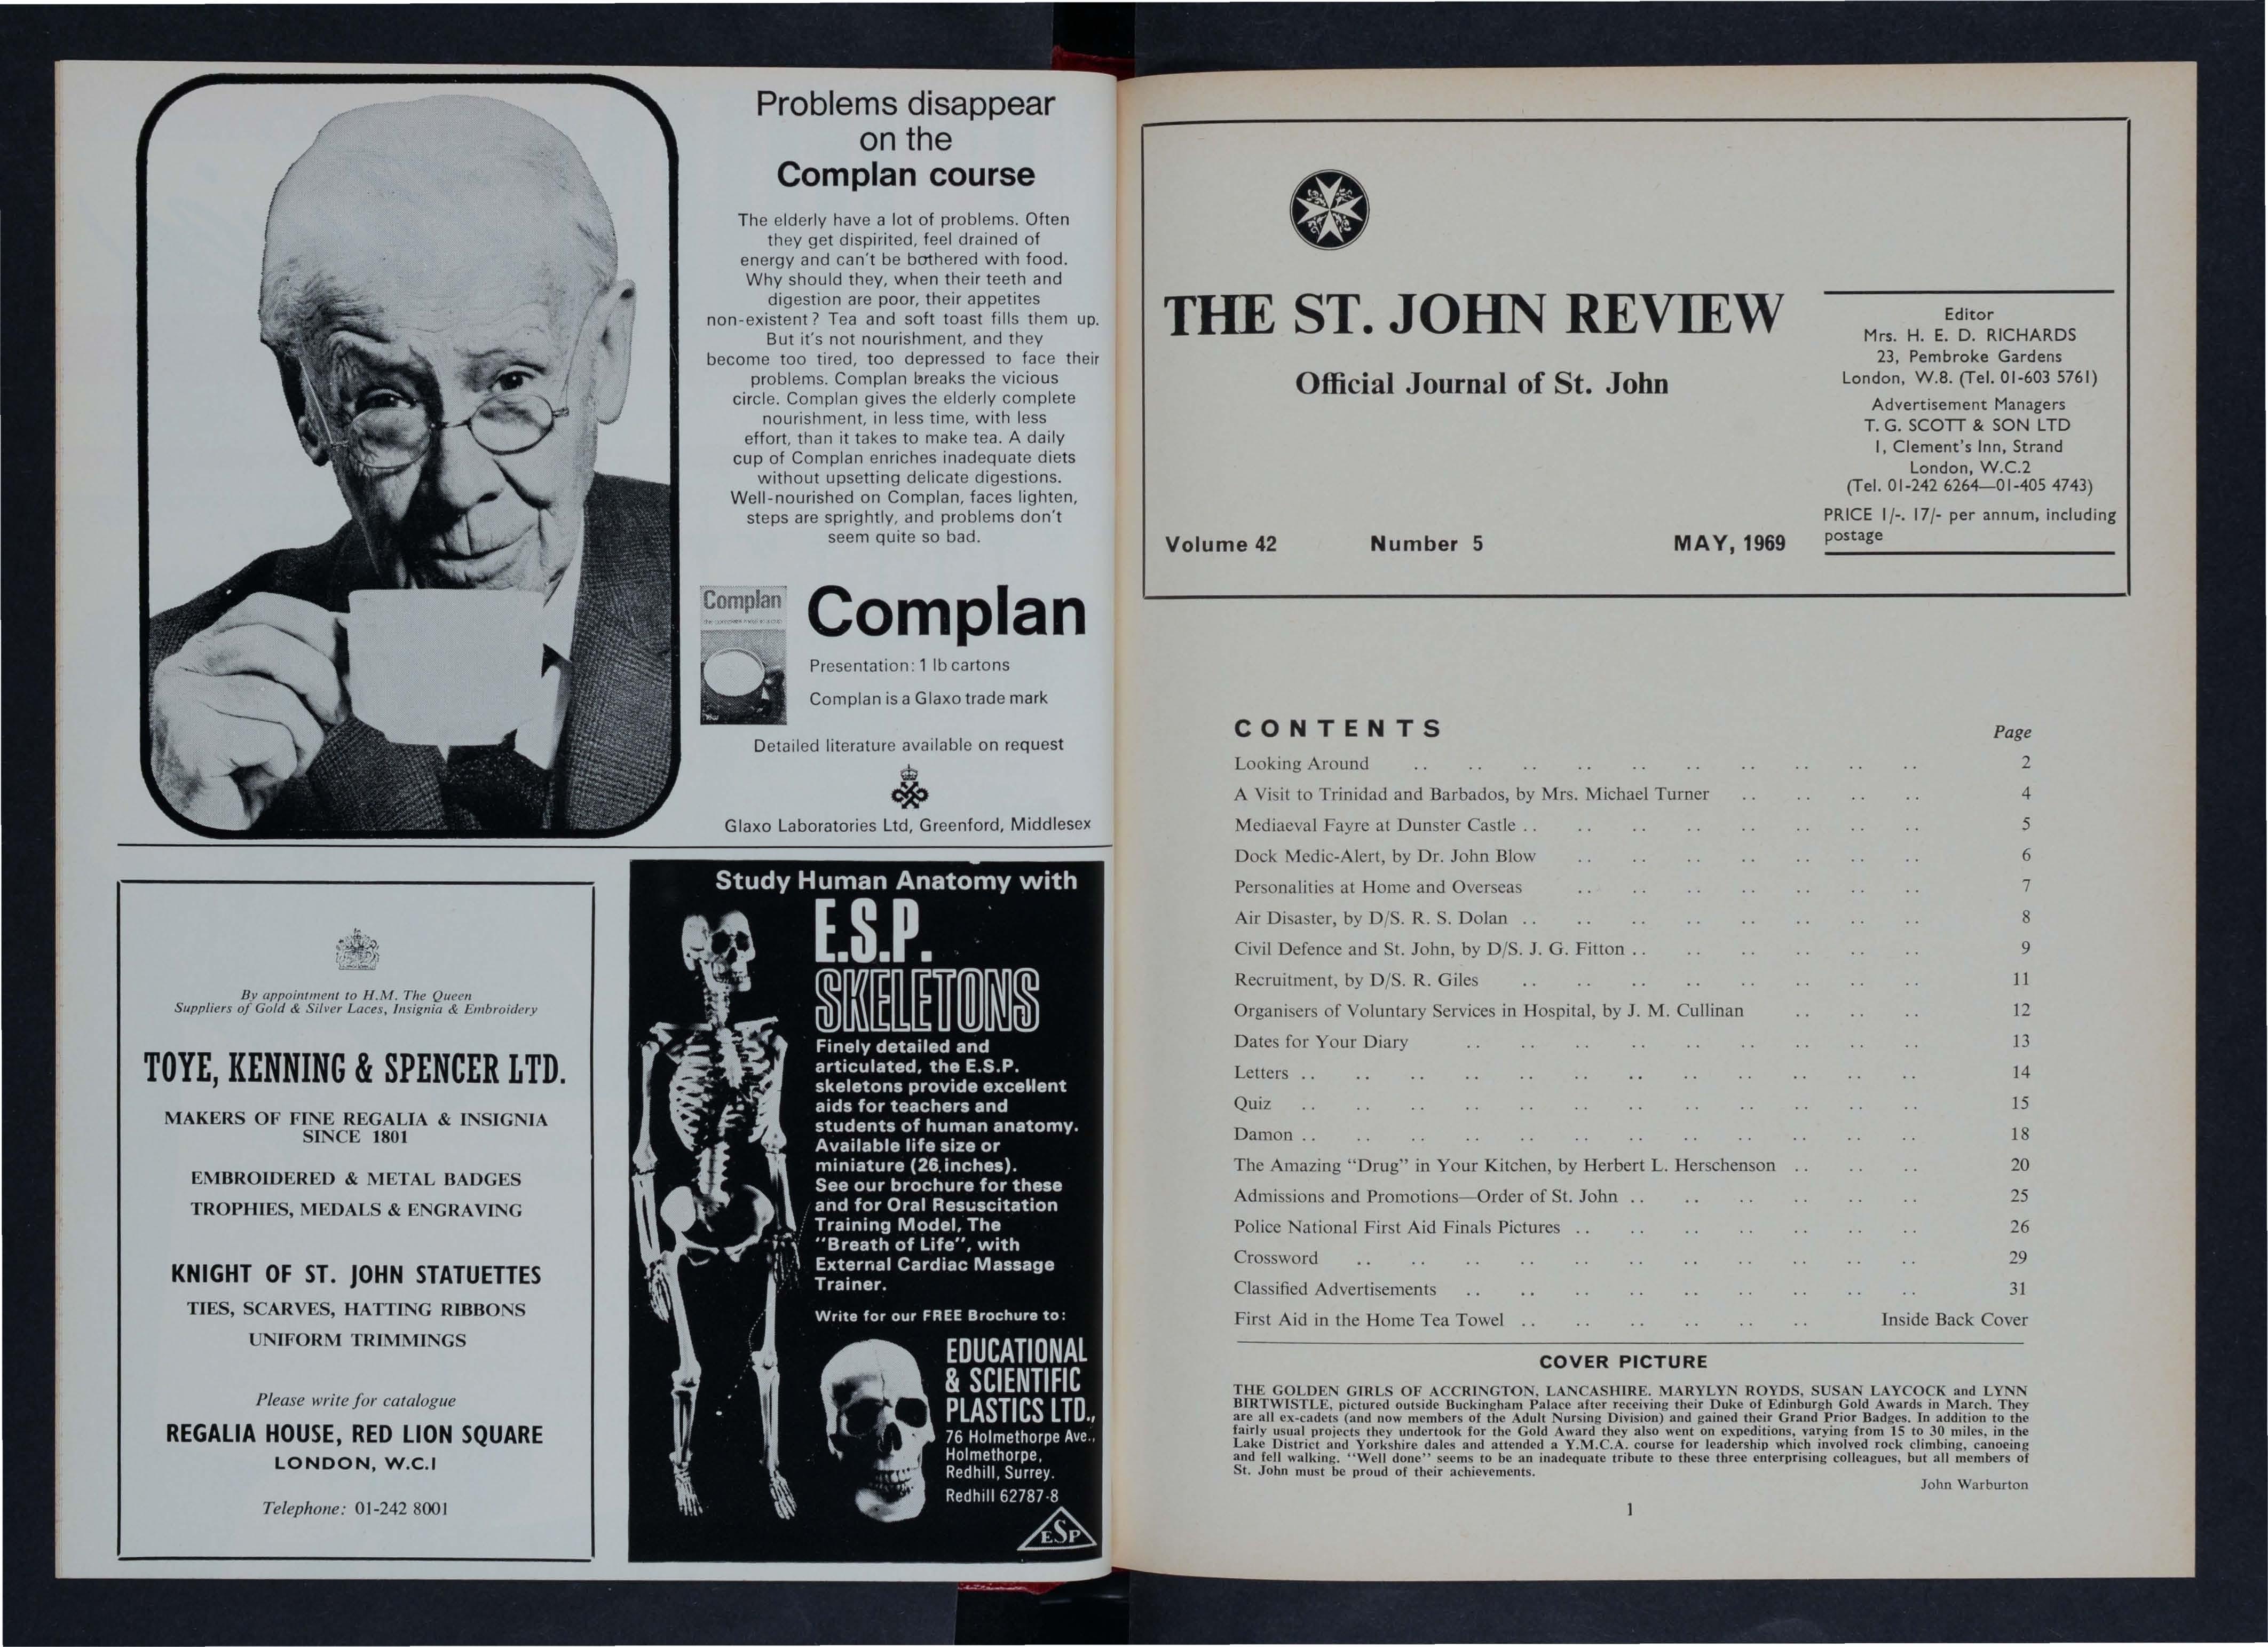 Problems disappear
on the
Complan course
The elderly have a lot of problems. Often
they get dispirited, feel drained of
energy and can't be bothered with food.
Why should they, when their teeth and
digestion are poor, their appetites
non-existent? Tea and soft toast fills them up.
But it's not nourishment, and they
become too tired, too depressed to face their
problems. Complan breaks the vicious
circle. Complan gives the elderly complete
nourishment, in less time, with less
effort, than it takes to make tea. A daily
cup of Complan enriches inadequate diets
without upsetting delicate digestions.
Well-nourished on Complan, faces lighten,
steps are sprightly, and problems don't
seem quite so bad.
Complan
Complan
Presentation: 1 lb cartons
Complan is a Glaxo trade mark
Detailed literature available on request
Glaxo Laboratories Ltd, Greenford, Middlesex
By appointment to H.M. The Queen
Suppliers of Gold & Silver Laces, Insignia & Embroidery
TOYE, KENNING & SPENCER LTD.
MAKERS OF FINE REGALIA & INSIGNIA
SINCE 1801
EMBROIDERED & METAL BADGES
TROPHIES, MEDALS & ENGRAVING
KNIGHT OF ST. JOHN STATUETTES
TIES, SCARVES, HATTING RIBBONS
UNIFORM TRIMMINGS
Please write for catalogue
REGALIA HOUSE, RED LION SQUARE
LONDON, W.C.I
Telephone: 01-242 8001
Study Human Anatomy with
E.S.P.
SKELETONS
Finely detailed and
articulated, the E.S.P.
skeletons provide excellent
aids for teachers and
students of human anatomy.
Available life size or
miniature (26 inches).
See our brochure for these
and for Oral Resuscitation
Training Model, The
"Breath of Life", with
External Cardiac Massage
Trainer.
Write for our FREE Brochure to:
EDUCATIONAL
& SCIENTIFIC
PLASTICS LTD.,
76 Holmethorpe Ave.,
Holmethorpe,
Redhill, Surrey.
Redhill 62787-8
ESP
THE ST. JOHN REVIEW
Official Journal of St. John
Volume 42 Number 5 MAY, 1969
Editor
Mrs. H. E. D. RICHARDS
23, Pembroke Gardens
London, W.8. (Tel. 01-603 5761)
Advertisement Managers
T. G. SCOTT & SON LTD
1, Clement's Inn, Strand
London, W.C.2
(Tel. 01-242 6264—01-405 4743)
PRICE 1/-. 17/- per annum, including
postage
CONTENTS Page
Looking Around .. .. .. .. .. .. .. .. .. .. 2
A Visit to Trinidad and Barbados, by Mrs. Michael Turner .. .. .. .. 4
Mediaeval Fayre at Dunster Castle .. .. .. .. .. .. .. .. 5
Dock Medic-Alert, by Dr. John Blow .. .. .. .. .. .. .. 6
Personalities at Home and Overseas .. .. .. .. .. .. .. 7
Air Disaster, by D/S. R. S. Dolan .. .. .. .. .. .. .. .. 8
Civil Defence and St. John, by D/S. J. G. Fitton .. .. .. .. .. .. 9
Recruitment, by D/S. R. Giles .. .. .. .. .. .. .. .. 11
Organisers of Voluntary Services in Hospital, by J. M. Cullinan .. .. .. 12
Dates for Your Diary .. .. .. .. .. .. .. .. .. 13
Letters .. .. .. .. .. .. .. .. .. .. .. .. 14
Quiz .. .. .. .. .. .. .. .. .. .. .. .. 15
Damon .. .. .. .. .. .. .. .. .. .. .. .. 18
The Amazing "Drug" in Your Kitchen, by Herbert L. Herschenson .. .. .. 20
Admissions and Promotions—Order of St. John .. .. .. .. .. .. 25
Police National First Aid Finals Pictures .. .. .. .. .. .. .. 26
Crossword .. .. .. .. .. .. .. .. .. .. .. 29
Classified Advertisements .. .. .. .. .. .. .. .. .. 31
First Aid in the Home Tea Towel .. .. .. .. .. .. Inside Back Cover
COVER PICTURE
THE GOLDEN GIRLS OF ACCRINGTON, LANCASHIRE. MARYLYN ROYDS, SUSAN LAYCOCK and LYNN
BIRTWISTLE, pictured outside Buckingham Palace after receiving their Duke of Edinburgh Gold Awards in March. They
are all ex-cadets (and now members of the Adult Nursing Division) and gained their Grand Prior Badges. In addition to the
fairly usual projects they undertook for the Gold Award they also went on expeditions, varying from 15 to 30 miles, in the
Lake District and Yorkshire dales and attended a Y.M.C.A. course for leadership which involved rock climbing, canoeing
and fell walking. "Well done" seems to be an inadequate tribute to these three enterprising colleagues, but all members of
St. John must be proud of their achievements.
John Warburton
1